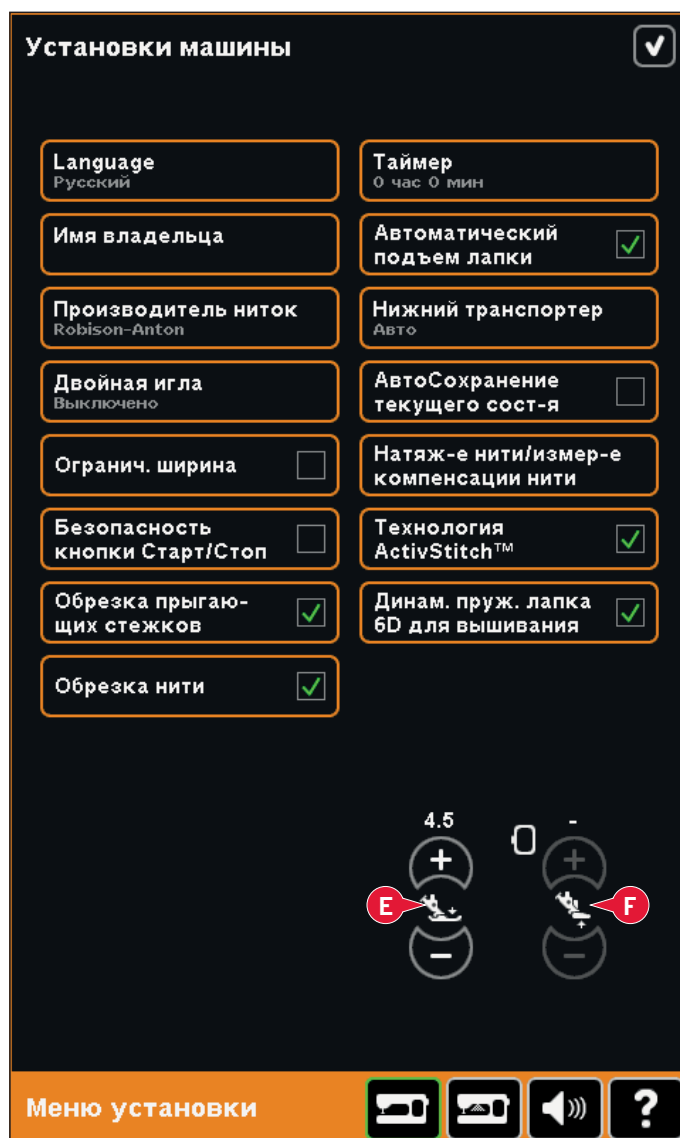 Установки машины
Language
Русский
Имя владельца
Производитель ниток
Robison-Anton
Двойная игла
Выключено
Огранич. ширина
Безопасность
кнопки Старт/Стоп
Обрезка прыгаю-
щих стежков
Обрезка нити
Таймер
0 час 0 мин
Автоматический
подъем лапки
Нижний транспортер
Авто
АвтоСохранение
текущего сост-я
Натяж-е нити/измер-е
компенсации нити
Технология
ActivStitch™
Динам. пруж. лапка
6D для вышивания
4.5
-
+
+
E
F
−
−
Меню установки
?